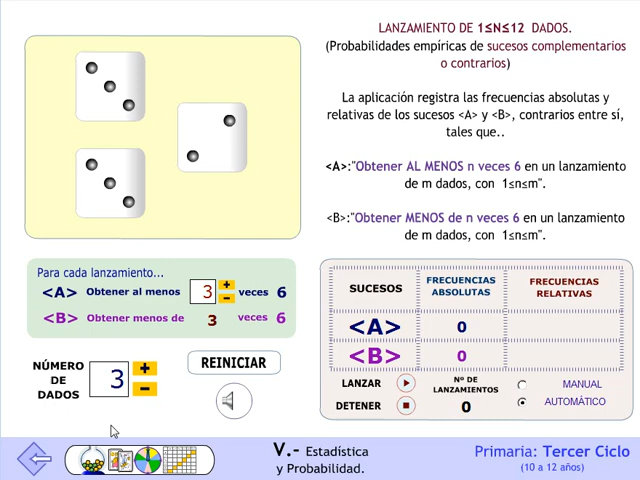 LANZAMIENTO DE 1≤N≤12 DADOS.
(Probabilidades empíricas de sucesos complementarios
o contrarios)
La aplicación registra las frecuencias absolutas y
relativas de los sucesos <A> y <B>, contrarios entre sí,
tales que..
<A>:"Obtener AL MENOS n veces 6 en un lanzamiento
de m dados, con 1≤n≤m".
<B>:"Obtener MENOS de n veces 6 en un lanzamiento
de m dados, con 1≤n≤m".
Para cada lanzamiento...
<A> Obtener al menos 3 + - veces 6
<B> Obtener menos de 3 veces 6
NÚMERO
DE
DADOS
3
+
-
REINICIAR
SUCESOS
FRECUENCIAS
ABSOLUTAS
FRECUENCIAS
RELATIVAS
<A> 0
<B> 0
LANZAR
DETENER
Nº DE
LANZAMIENTOS
0
MANUAL
AUTOMÁTICO
V.- Estadística
y Probabilidad.
Primaria: Tercer Ciclo
(10 a 12 años)